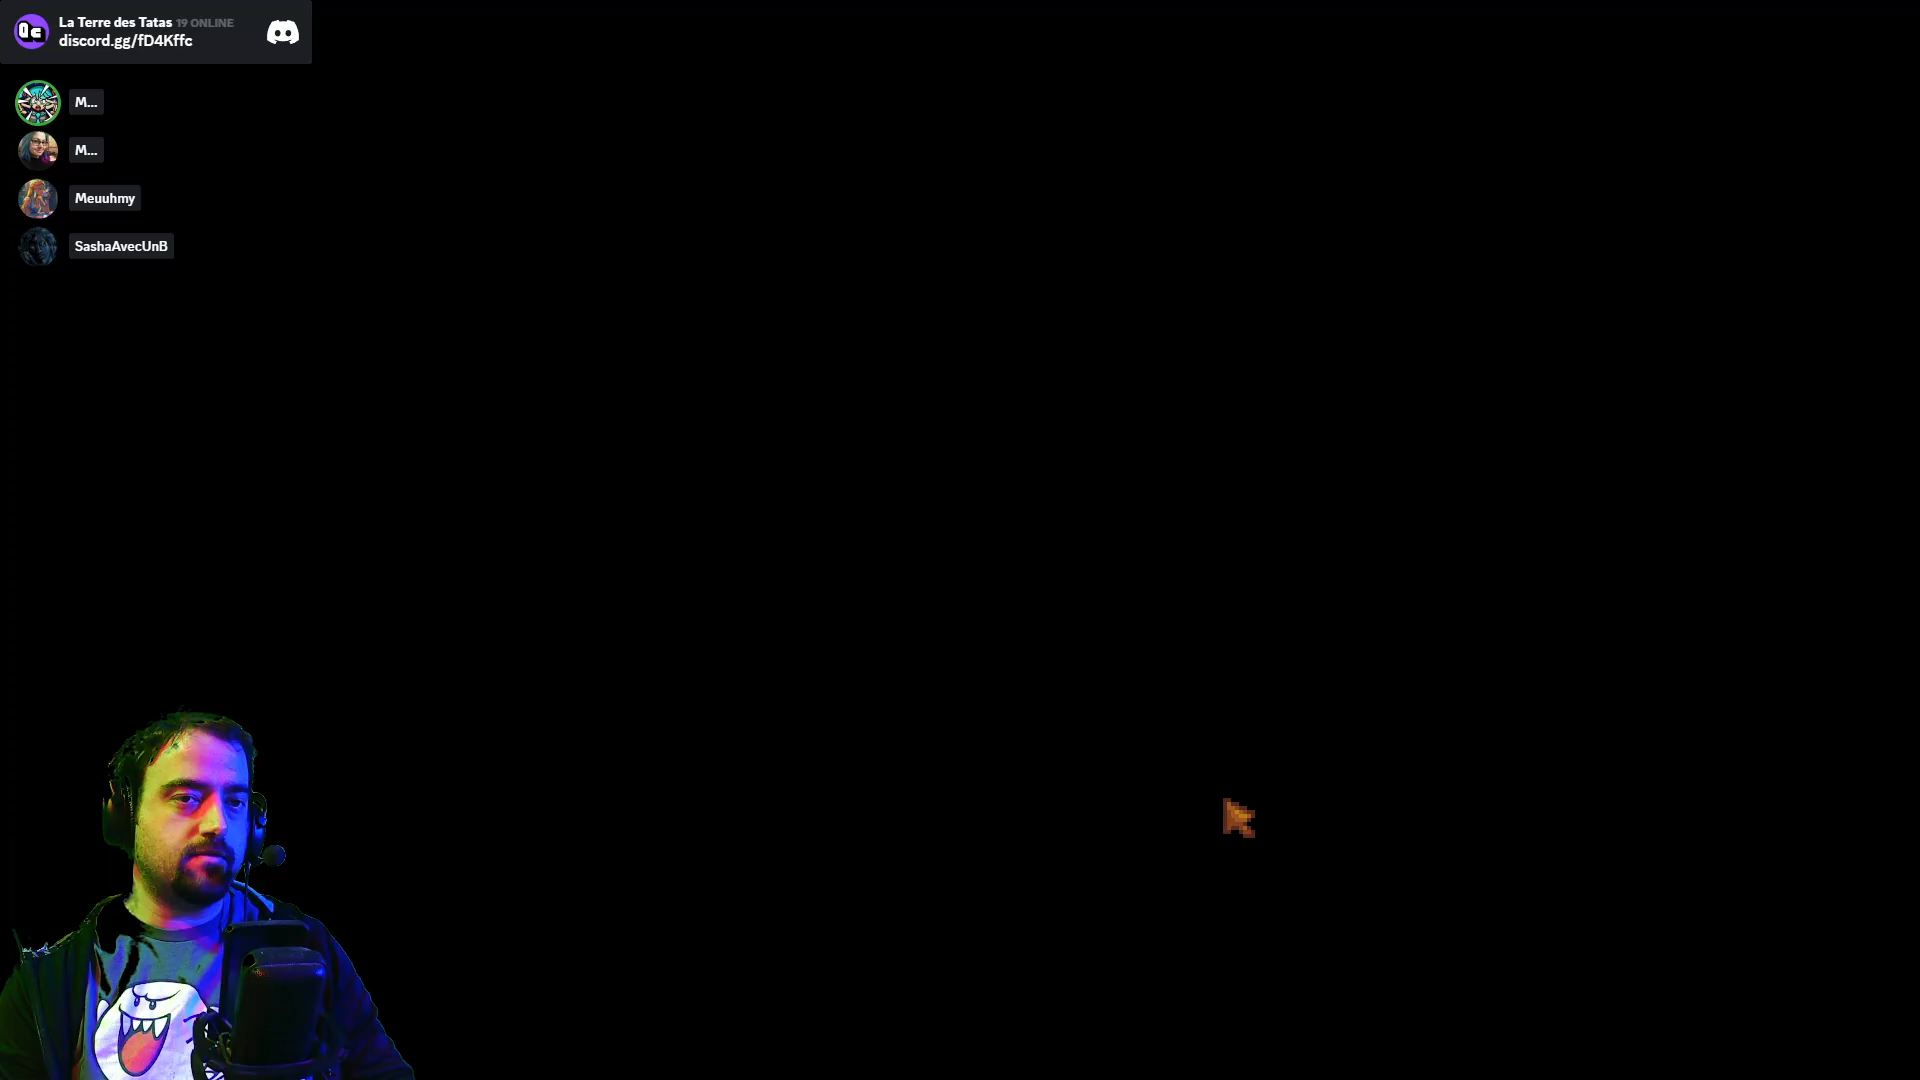 La Terre des Tatas 19 ONLINE
discord.gg/fD4Kffc
M...
M...
Meuuhmy
SashaAvecUnB